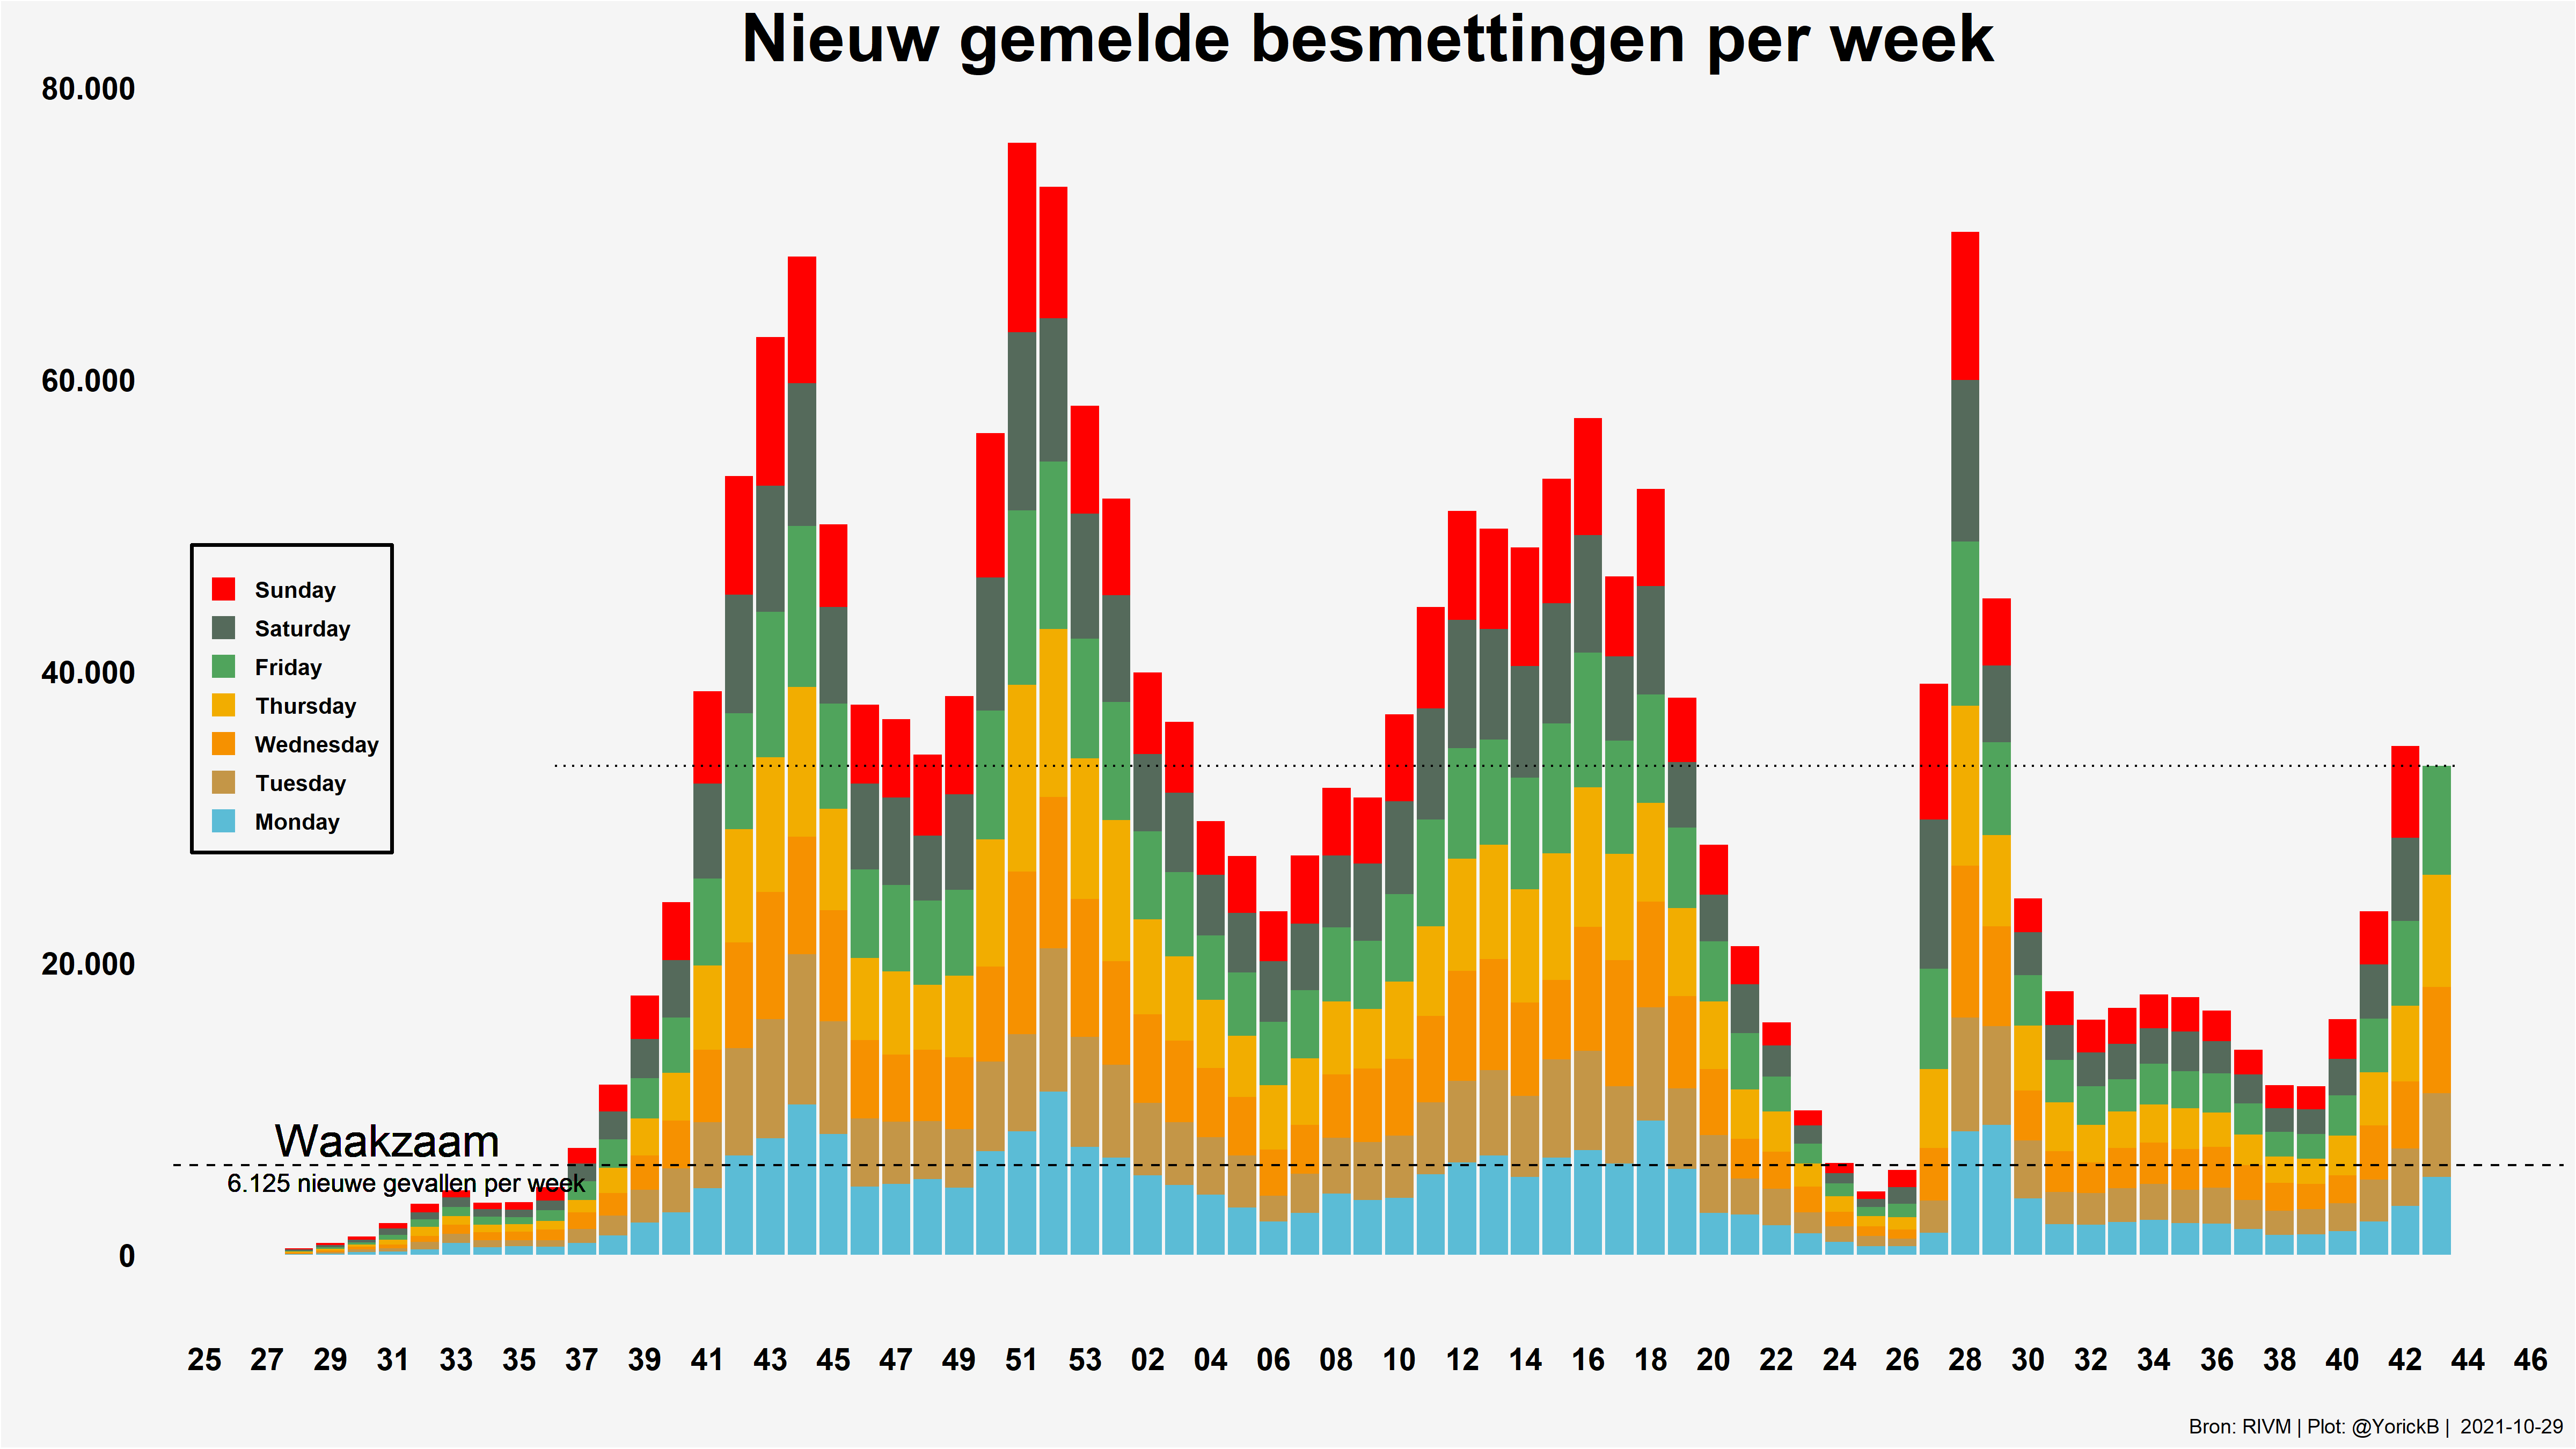 Nieuw gemelde besmettingen per week
80.000
60.000
40.000
20.000
0
Sunday
Saturday
Friday
Thursday
Wednesday
Tuesday
Monday
Waakzaam
6.125 nieuwe gevallen per week
25 27 29 31 33 35 37 39 41 43 45 47 49 51 53 02 04 06 08 10 12 14 16 18 20 22 24 26 28 30 32 34 36 38 40 42 44 46
Bron: RIVM | Plot: @YorickB | 2021-10-29